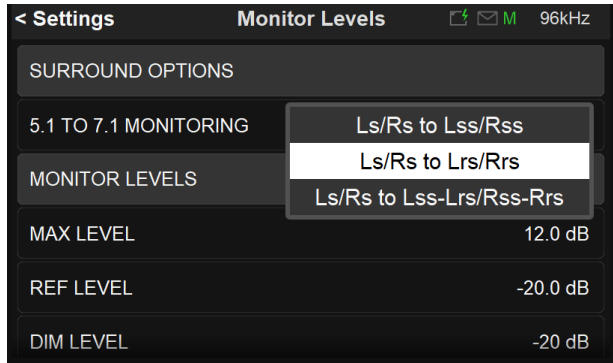 < Settings Monitor Levels M 96kHz
SURROUND OPTIONS
5.1 TO 7.1 MONITORING
Ls/Rs to Lss/Rss
Ls/Rs to Lrs/Rrs
Ls/Rs to Lss-Lrs/Rss-Rrs
MONITOR LEVELS
MAX LEVEL 12.0 dB
REF LEVEL -20.0 dB
DIM LEVEL -20 dB